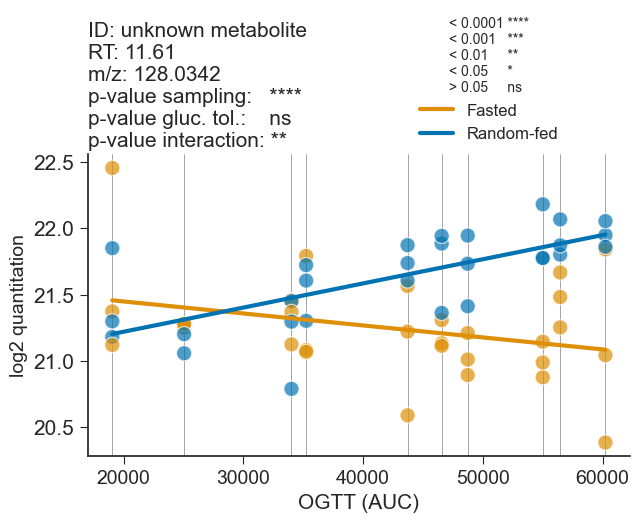 ID: unknown metabolite
RT: 11.61
m/z: 128.0342
p-value sampling: ****
p-value gluc. tol.: ns
p-value interaction: **
< 0.0001 ****
< 0.001 ***
< 0.01 **
< 0.05 *
> 0.05 ns
Fasted
Random-fed
22.5
22.0
21.5
21.0
20.5
log2 quantitation
20000 30000 40000 50000 60000
OGTT (AUC)